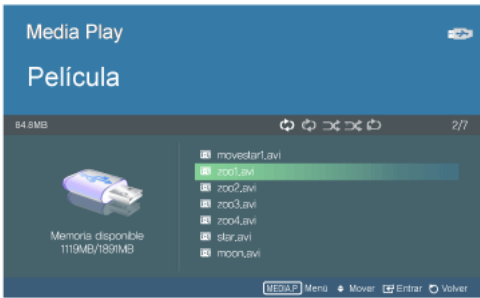 Media Play
Película
84.8MB
2/7
movestar1.avi
zoo1.avi
zoo2.avi
zoo3.avi
zoo4.avi
star.avi
moon.avi
Memoria disponible
1119MB/1891MB
MEDIA.P Menú Mover Entrar Volver